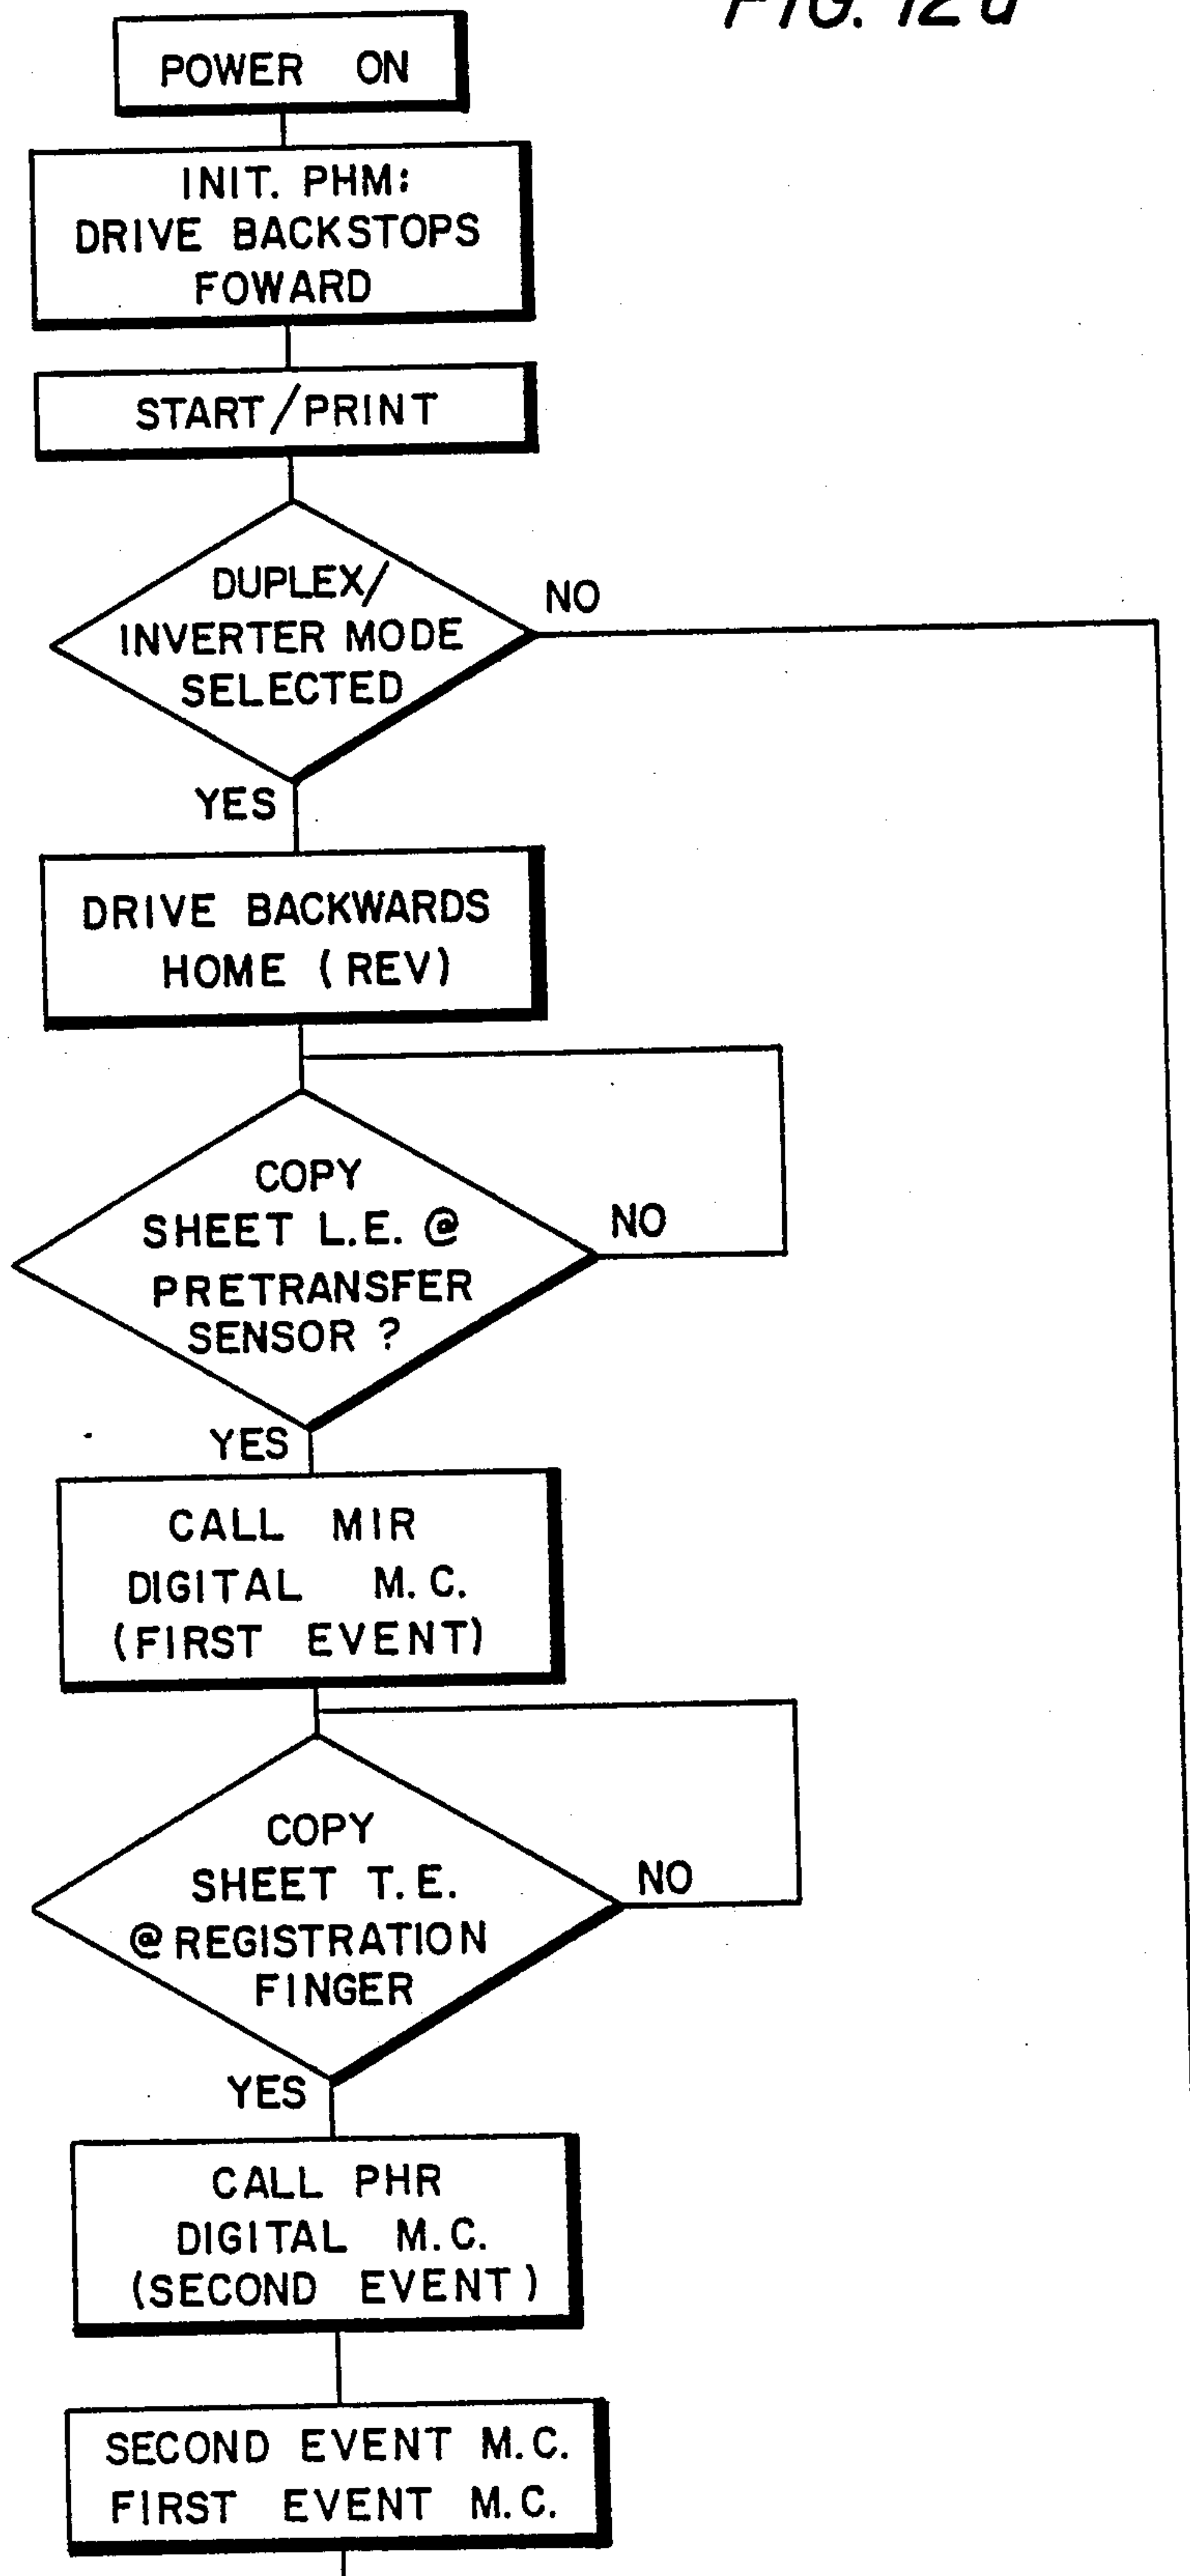 FIG. 12a
POWER ON
INIT. PHM:
DRIVE BACKSTOPS
FOWARD
START/PRINT
DUPLEX/
INVERTER MODE
SELECTED
NO
YES
DRIVE BACKWARDS
HOME (REV)
COPY
SHEET L.E. @
PRETRANSFER
SENSOR ?
NO
YES
CALL MIR
DIGITAL M.C.
(FIRST EVENT)
COPY
SHEET T.E.
@ REGISTRATION
FINGER
NO
YES
CALL PHR
DIGITAL M.C.
(SECOND EVENT)
SECOND EVENT M.C.
FIRST EVENT M.C.